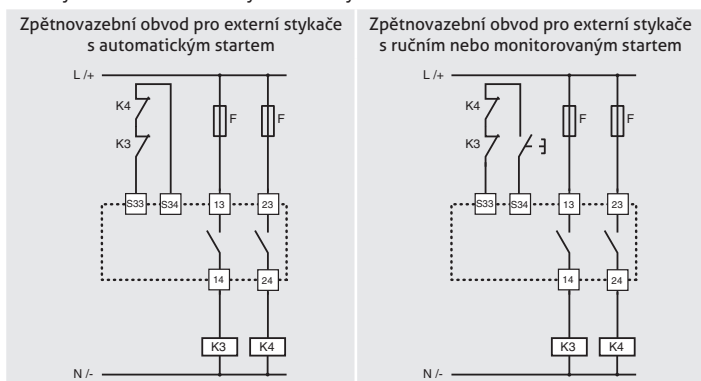 Zpětnovazební obvod pro externí stykače
s automatickým startem
L /+
K4
K3
F
F
S33
S34
13
23
14
24
K3
K4
N /-
Zpětnovazební obvod pro externí stykače
s ručním nebo monitorovaným startem
L /+
K4
K3
F
F
S33
S34
13
23
14
24
K3
K4
N /-